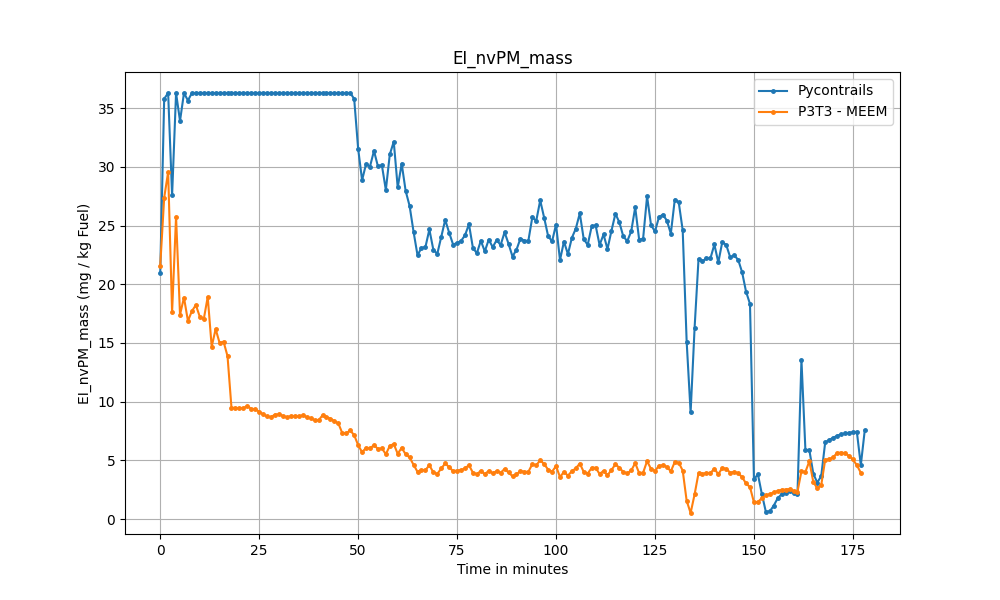 EI_nvPM_mass
Pycontrails
P3T3 - MEEM
EI_nvPM_mass (mg / kg Fuel)
35
30
25
20
15
10
5
0
0 25 50 75 100 125 150 175
Time in minutes